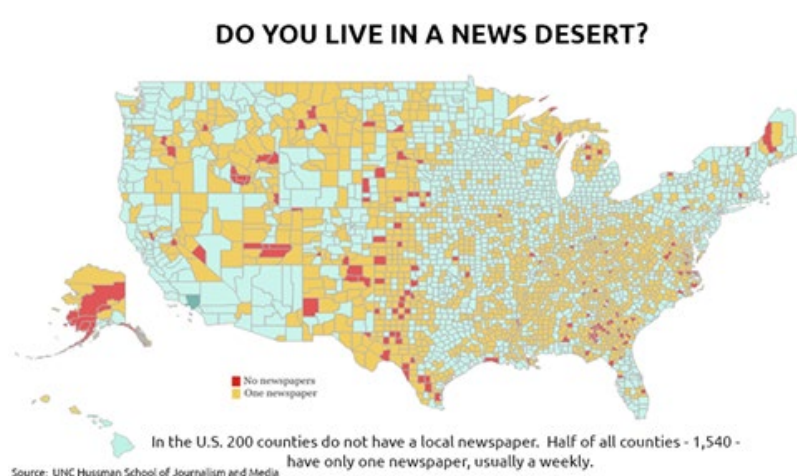 DO YOU LIVE IN A NEWS DESERT?
No newspapers
One newspaper
In the U.S. 200 counties do not have a local newspaper. Half of all counties - 1,540 -
have only one newspaper, usually a weekly.
Source: UNC Hussman School of Journalism and Media